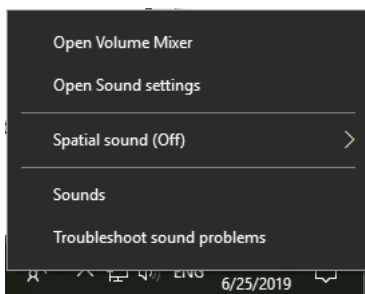 Open Volume Mixer
Open Sound settings
Spatial sound (Off)
Sounds
Troubleshoot sound problems
ENG
6/25/2019